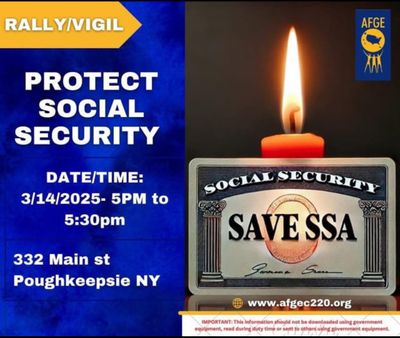 RALLY/VIGIL
PROTECT
SOCIAL
SECURITY
DATE/TIME:
3/14/2025- 5PM to
5:30pm
332 Main st
Poughkeepsie NY
AFGE
SOCIAL SECURITY
SAVE SSA
www.afgec220.org
IMPORTANT: This information should not be downloaded using government
equipment, read during duty time or sent to others using government equipment.